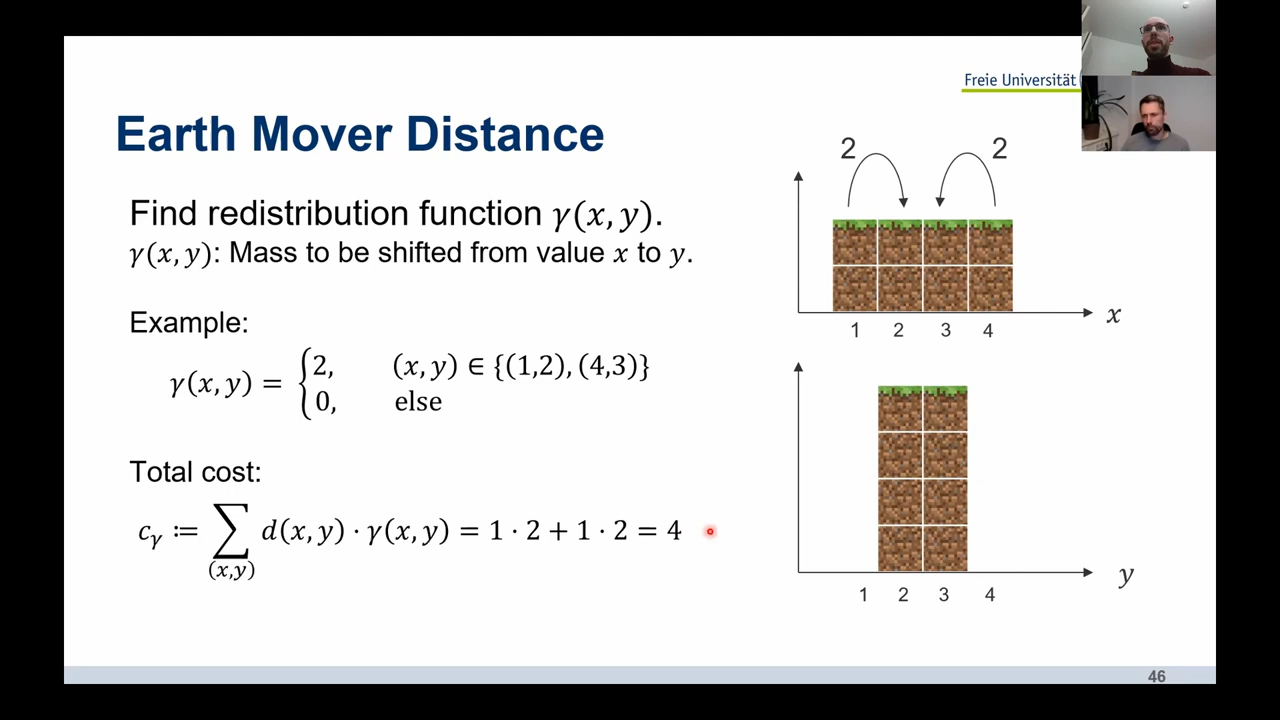 Freie Universität
Earth Mover Distance
Find redistribution function γ(x, y).
γ(x, y): Mass to be shifted from value x to y.
Example:
γ(x, y) = {2, (x, y) ∈ {(1,2), (4,3)}
0, else
Total cost:
c_γ ≔ ∑_(x,y) d(x, y) · γ(x, y) = 1 · 2 + 1 · 2 = 4
2 2
x
1 2 3 4
y
1 2 3 4
46